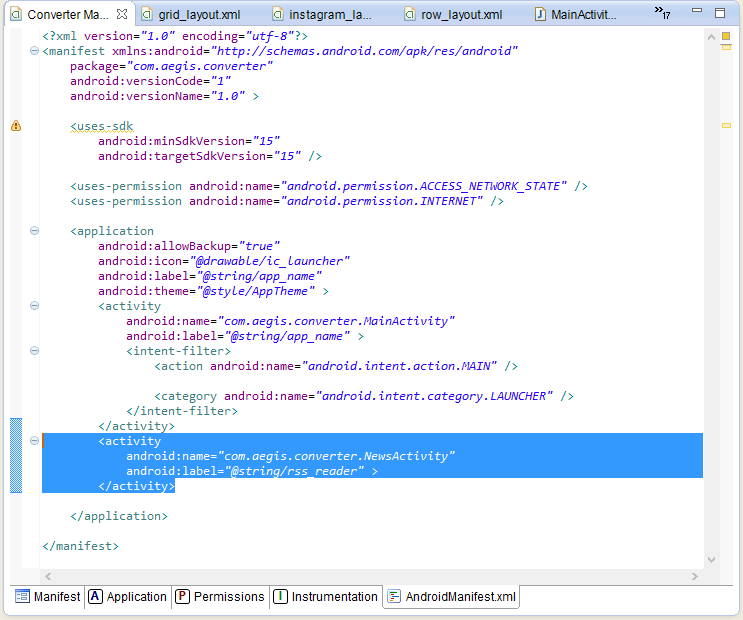 Converter Ma...
grid_layout.xml
instagram_la...
row_layout.xml
MainActivit...
»17
<?xml version="1.0" encoding="utf-8"?>
<manifest xmlns:android="http://schemas.android.com/apk/res/android"
    package="com.aegis.converter"
    android:versionCode="1"
    android:versionName="1.0" >
    <uses-sdk
        android:minSdkVersion="15"
        android:targetSdkVersion="15" />
    <uses-permission android:name="android.permission.ACCESS_NETWORK_STATE" />
    <uses-permission android:name="android.permission.INTERNET" />
    <application
        android:allowBackup="true"
        android:icon="@drawable/ic_launcher"
        android:label="@string/app_name"
        android:theme="@style/AppTheme" >
        <activity
            android:name="com.aegis.converter.MainActivity"
            android:label="@string/app_name" >
            <intent-filter>
                <action android:name="android.intent.action.MAIN" />
                <category android:name="android.intent.category.LAUNCHER" />
            </intent-filter>
        </activity>
        <activity
            android:name="com.aegis.converter.NewsActivity"
            android:label="@string/rss_reader" >
        </activity>
    </application>
</manifest>
Manifest
A Application
P Permissions
I Instrumentation
AndroidManifest.xml